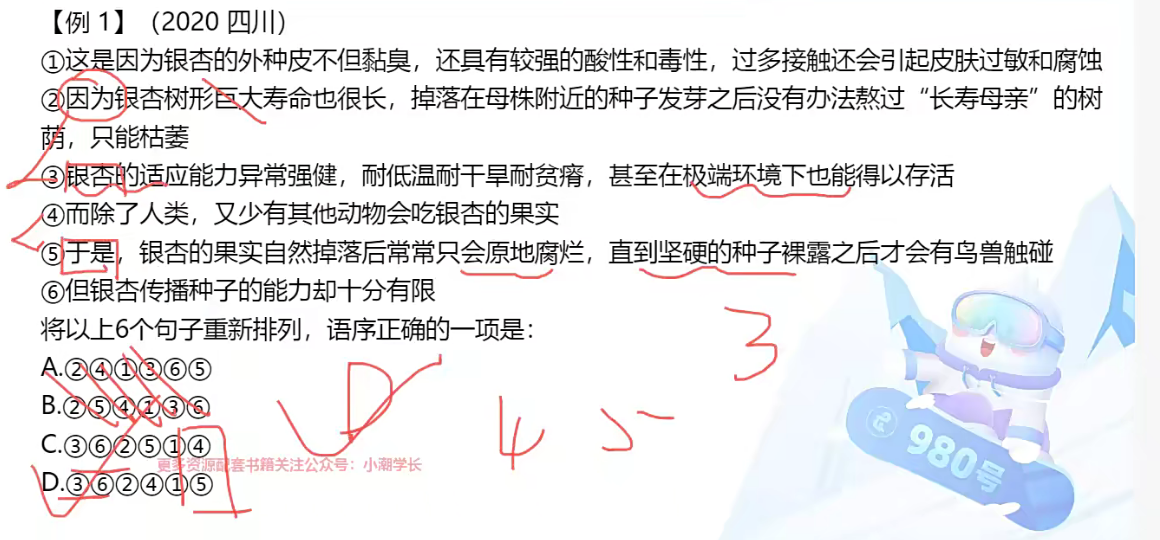 【例 1】（2020 四川）
①这是因为银杏的外种皮不但黏臭，还具有较强的酸性和毒性，过多接触还会引起皮肤过敏和腐蚀
②因为银杏树形巨大寿命也很长，掉落在母株附近的种子发芽之后没有办法熬过“长寿母亲”的树
荫，只能枯萎
③银杏的适应能力异常强健，耐低温耐干旱耐贫瘠，甚至在极端环境下也能得以存活
④而除了人类，又少有其他动物会吃银杏的果实
⑤于是，银杏的果实自然掉落后常常只会原地腐烂，直到坚硬的种子裸露之后才会有鸟兽触碰
⑥但银杏传播种子的能力却十分有限
将以上6个句子重新排列，语序正确的一项是：
3
A.②④①③⑥⑤
B.②⑤④①③⑥
D
4 5
C.③⑥②⑤①④
更多资源配套书籍关注公众号：小潮学长
D.③⑥②④①⑤
980号